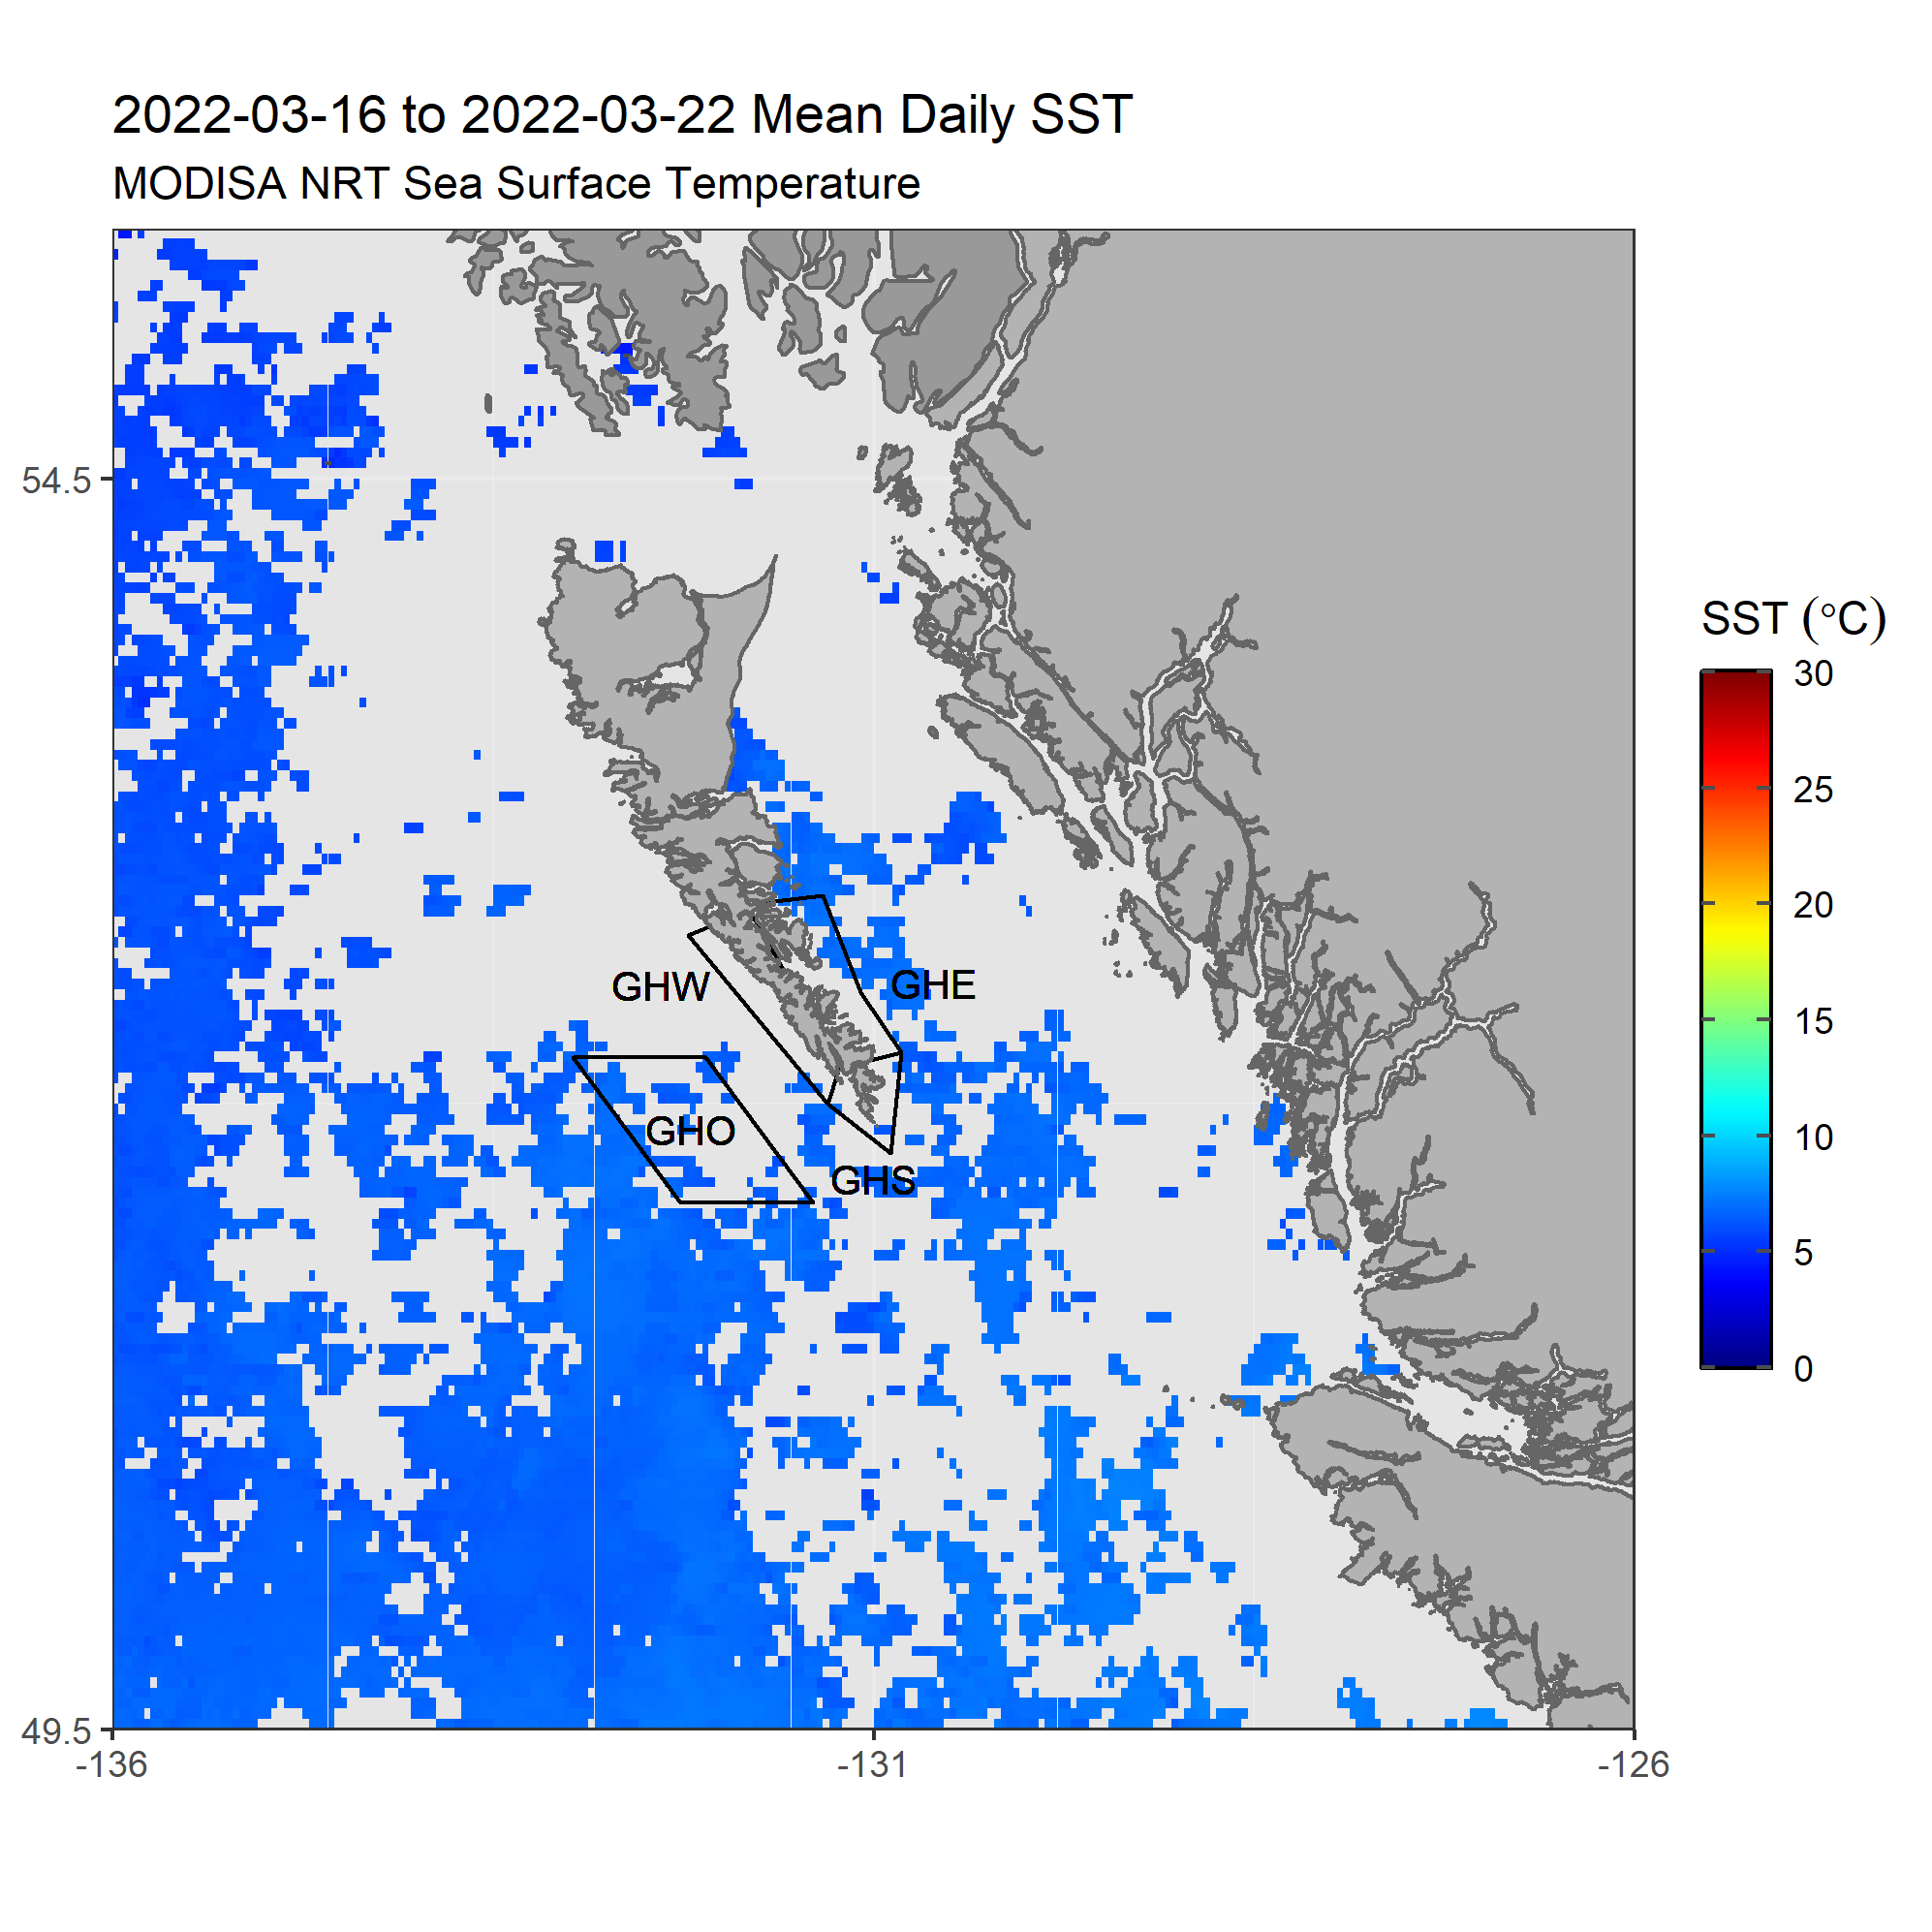 2022-03-16 to 2022-03-22 Mean Daily SST
MODISA NRT Sea Surface Temperature
54.5
49.5
-136
-131
-126
GHW
GHE
GHO
GHS
SST (°C)
30
25
20
15
10
5
0